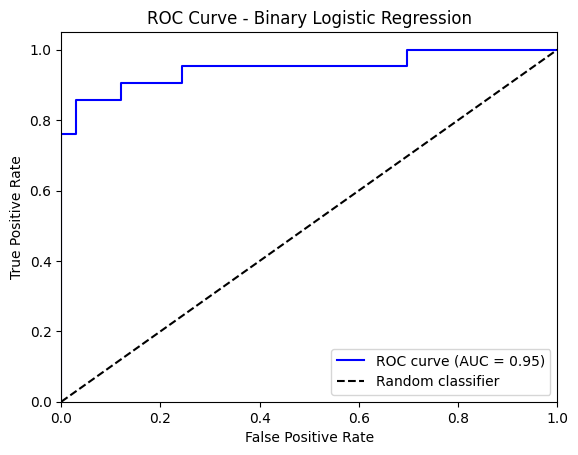 ROC Curve - Binary Logistic Regression
1.0
0.8
0.6
0.4
0.2
0.0
True Positive Rate
ROC curve (AUC = 0.95)
Random classifier
0.0 0.2 0.4 0.6 0.8 1.0
False Positive Rate